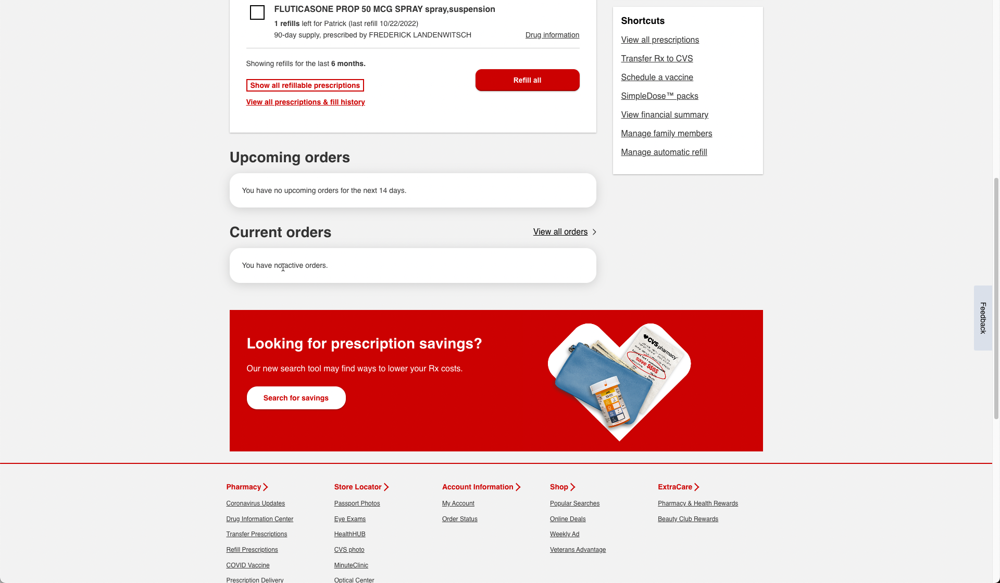 FLUTICASONE PROP 50 MCG SPRAY spray,suspension
1 refills left for Patrick (last refill 10/22/2022)
90-day supply, prescribed by FREDERICK LANDENWITSCH
Drug information
Showing refills for the last 6 months.
Show all refillable prescriptions
Refill all
View all prescriptions & fill history
Shortcuts
View all prescriptions
Transfer Rx to CVS
Schedule a vaccine
SimpleDose™ packs
View financial summary
Manage family members
Manage automatic refill
Upcoming orders
You have no upcoming orders for the next 14 days.
Current orders
View all orders
You have no active orders.
Feedback
Looking for prescription savings?
Our new search tool may find ways to lower your Rx costs.
Search for savings
CVS pharmacy
save $$$$
Pharmacy
Coronavirus Updates
Drug Information Center
Transfer Prescriptions
Refill Prescriptions
COVID Vaccine
Prescription Delivery
Store Locator
Passport Photos
Eye Exams
HealthHUB
CVS photo
MinuteClinic
Optical Center
Account Information
My Account
Order Status
Shop
Popular Searches
Online Deals
Weekly Ad
Veterans Advantage
ExtraCare
Pharmacy & Health Rewards
Beauty Club Rewards